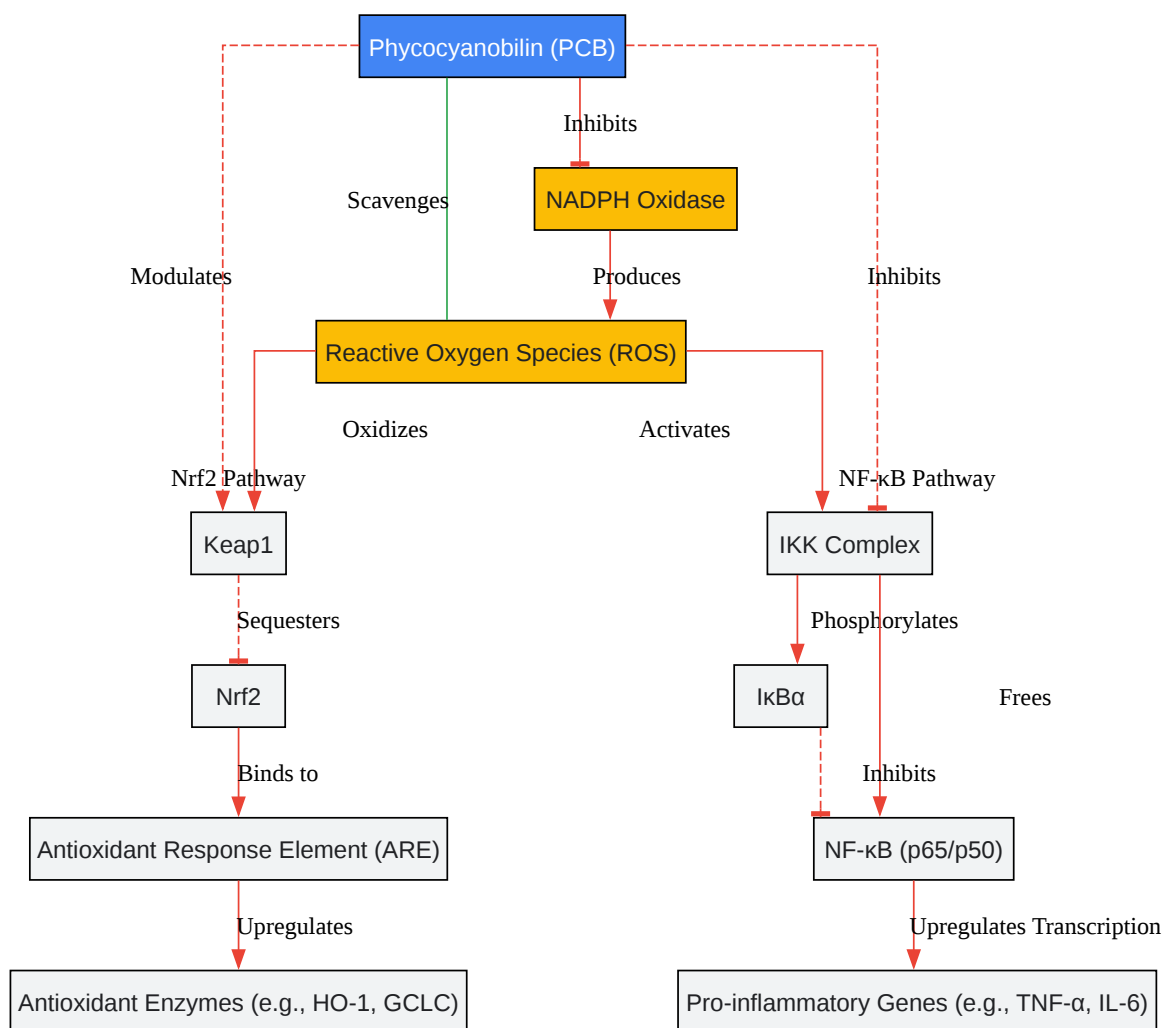 Phycocyanobilin (PCB)
Inhibits
NADPH Oxidase
Scavenges
Modulates
Produces
Inhibits
Reactive Oxygen Species (ROS)
Oxidizes
Activates
Nrf2 Pathway
NF-κB Pathway
Keap1
IKK Complex
Sequesters
Phosphorylates
Nrf2
IκBα
Frees
Binds to
Inhibits
Antioxidant Response Element (ARE)
NF-κB (p65/p50)
Upregulates
Upregulates Transcription
Antioxidant Enzymes (e.g., HO-1, GCLC)
Pro-inflammatory Genes (e.g., TNF-α, IL-6)